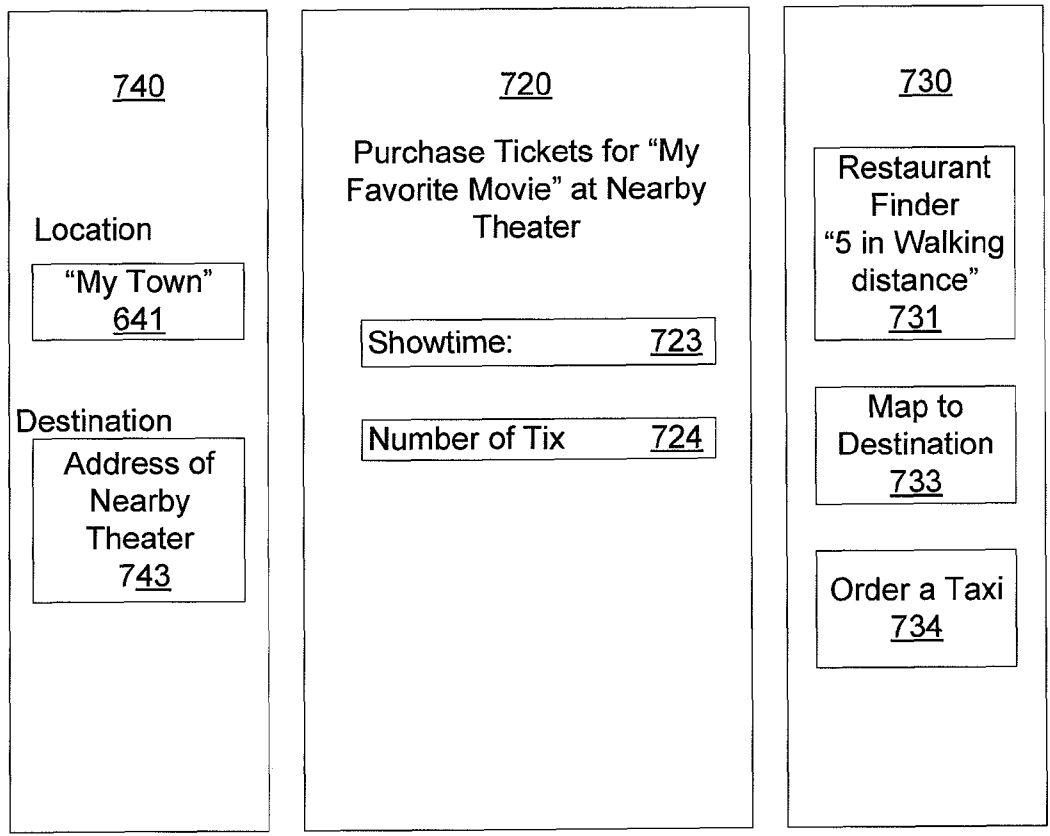 740
Location
“My Town”
641
Destination
Address of
Nearby
Theater
743
720
Purchase Tickets for “My
Favorite Movie” at Nearby
Theater
Showtime: 723
Number of Tix 724
730
Restaurant
Finder
“5 in Walking
distance”
731
Map to
Destination
733
Order a Taxi
734